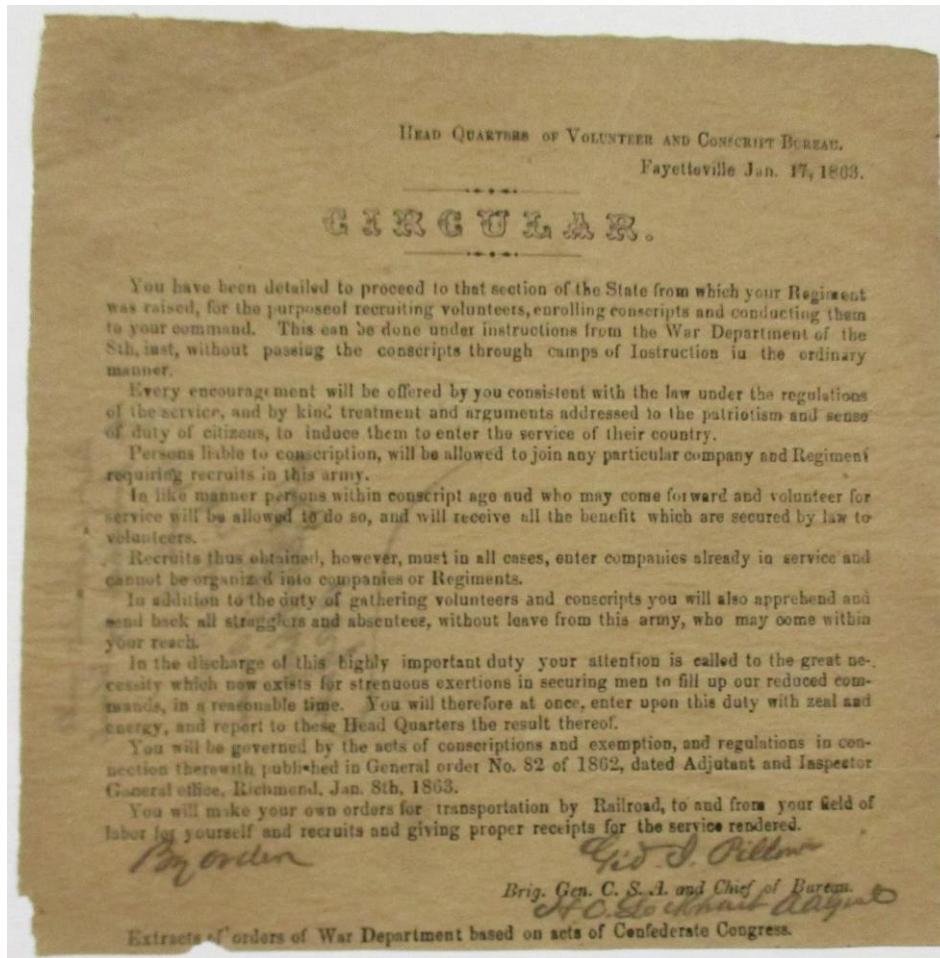 HEAD QUARTERS OF VOLUNTEER AND CONSCRIPT BUREAU.
Fayetteville Jan. 17, 1863.
CIRCULAR.
You have been detailed to proceed to that section of the State from which your Regiment
was raised, for the purposeof recruiting volunteers, enrolling conscripts and conducting them
to your command. This can be done under instructions from the War Department of the
8th, inst, without passing the conscripts through camps of Instruction in the ordinary
manner.
Every encouragement will be offered by you consistent with the law under the regulations
of the service, and by kind treatment and arguments addressed to the patriotism and sense
of duty of citizens, to induce them to enter the service of their country.
Persons liable to conscription, will be allowed to join any particular company and Regiment
requiring recruits in this army.
In like manner persons within conscript age aud who may come forward and volunteer for
service will be allowed to do so, and will receive all the benefit which are secured by law to
volunteers.
Recruits thus obtained, however, must in all cases, enter companies already in service and
cannot be organized into companies or Regiments.
In addition to the duty of gathering volunteers and conscripts you will also apprehend and
send back all stragglers and absentees, without leave from this army, who may come within
your reach.
In the discharge of this highly important duty your attention is called to the great ne-
cessity which now exists for strenuous exertions in securing men to fill up our reduced com-
mands, in a reasonable time. You will therefore at once, enter upon this duty with zeal and
energy, and report to these Head Quarters the result thereof.
You will be governed by the acts of conscriptions and exemption, and regulations in con-
nection therewith published in General order No. 82 of 1862, dated Adjutant and Inspector
General office, Richmond, Jan. 8th, 1863.
You will make your own orders for transportation by Railroad, to and from your field of
labor for yourself and recruits and giving proper receipts for the service rendered.
By order Gid J. Pillow
Brig. Gen. C. S. A. and Chief of Bureau.
H. C. Lockhart
Extracts of orders of War Department based on acts of Confederate Congress.